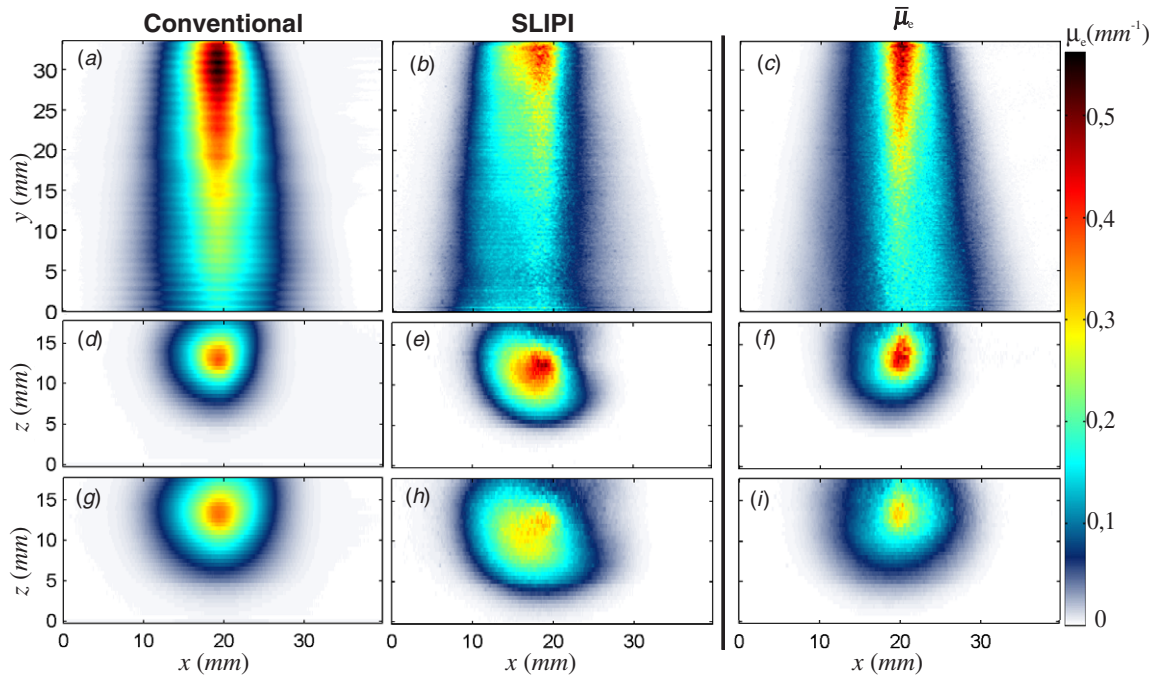 Conventional SLIPI μ̄e
μe(mm-1)
(a) (b) (c)
30
25
20
15
10
5
0
y (mm)
0,5
0,4
0,3
0,2
0,1
0
(d) (e) (f)
15
10
5
0
z (mm)
(g) (h) (i)
15
10
5
0
z (mm)
0 10 20 30 0 10 20 30 0 10 20 30
x (mm) x (mm) x (mm)